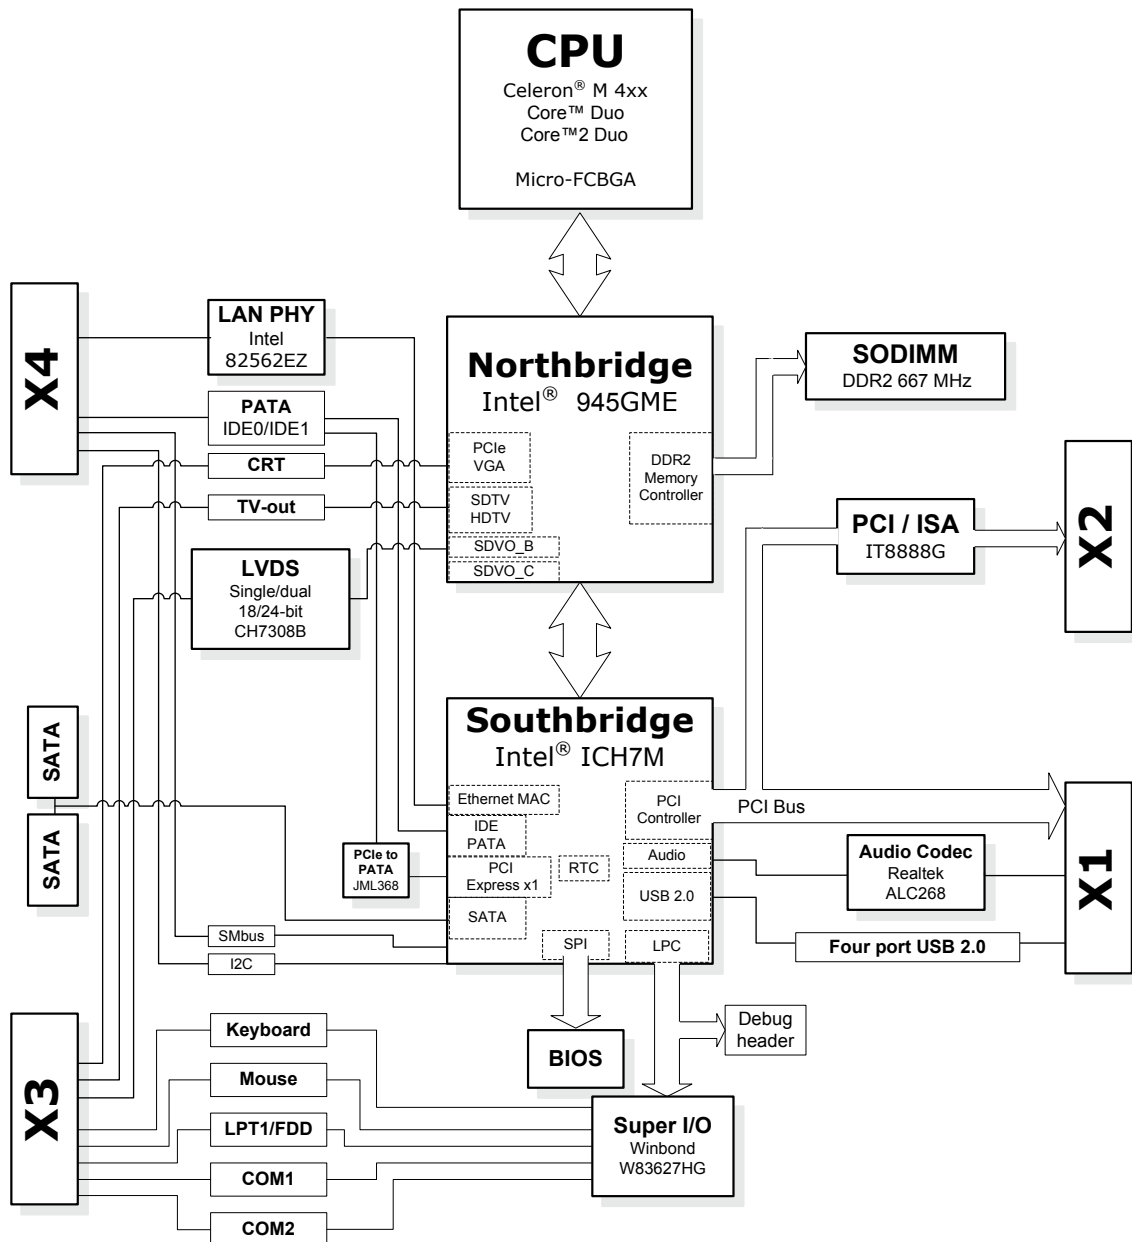 CPU
Celeron® M 4xx
Core™ Duo
Core™2 Duo
Micro-FCBGA
X4
LAN PHY
Intel
82562EZ
PATA
IDE0/IDE1
CRT
TV-out
LVDS
Single/dual
18/24-bit
CH7308B
Northbridge
Intel® 945GME
PCIe
VGA
SDTV
HDTV
SDVO_B
SDVO_C
DDR2
Memory
Controller
SODIMM
DDR2 667 MHz
PCI / ISA
IT8888G
X2
SATA
SATA
Southbridge
Intel® ICH7M
Ethernet MAC
IDE
PATA
PCI
Express x1
SATA
RTC
SPI
PCI
Controller
Audio
USB 2.0
LPC
PCIe to
PATA
JML368
SMbus
I2C
PCI Bus
Audio Codec
Realtek
ALC268
Four port USB 2.0
X1
X3
Keyboard
Mouse
LPT1/FDD
COM1
COM2
BIOS
Debug
header
Super I/O
Winbond
W83627HG